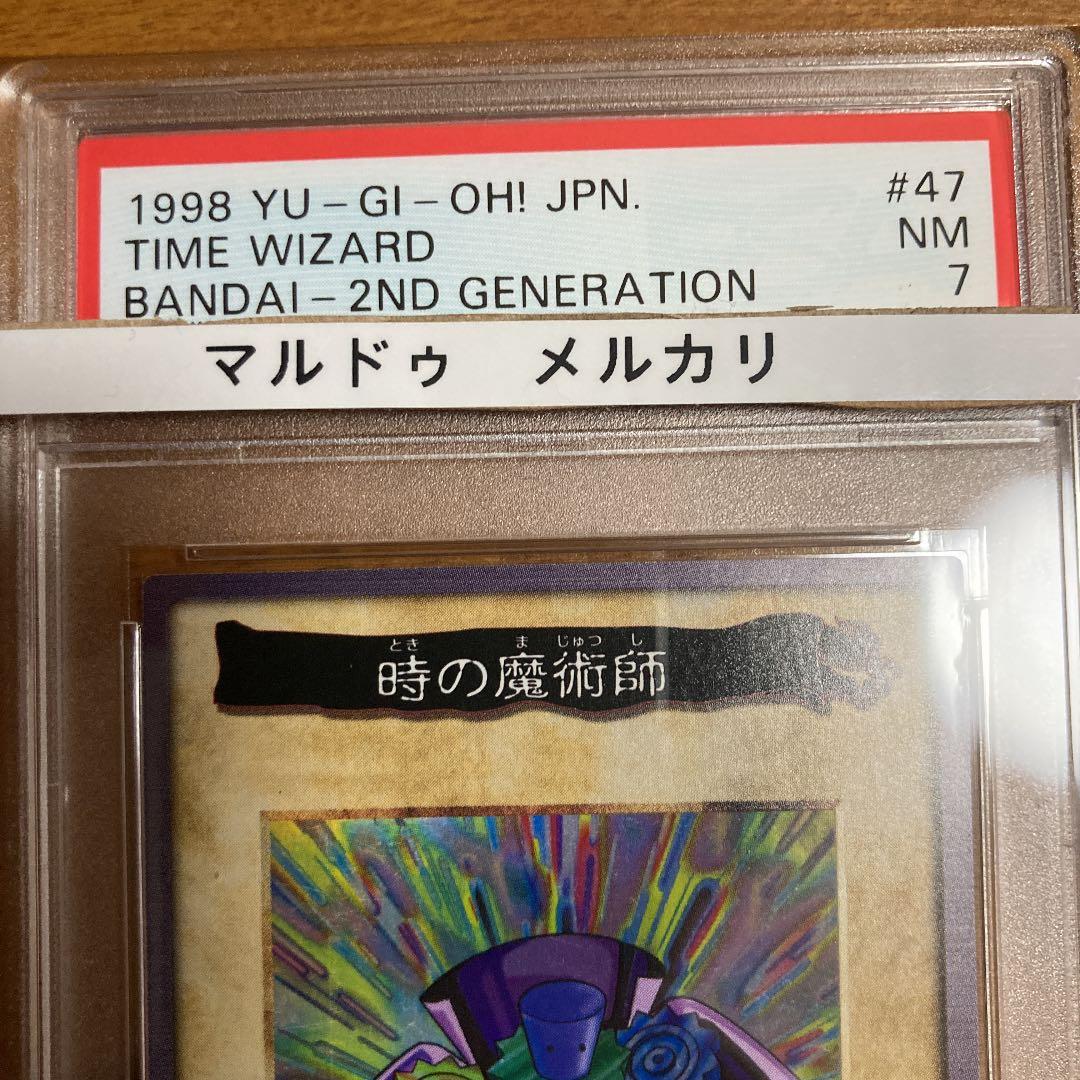 1998 YU-GI-OH! JPN. #47
TIME WIZARD NM
BANDAI-2ND GENERATION 7
マルドゥ メルカリ
とき ま じゅつ し
時の魔術師